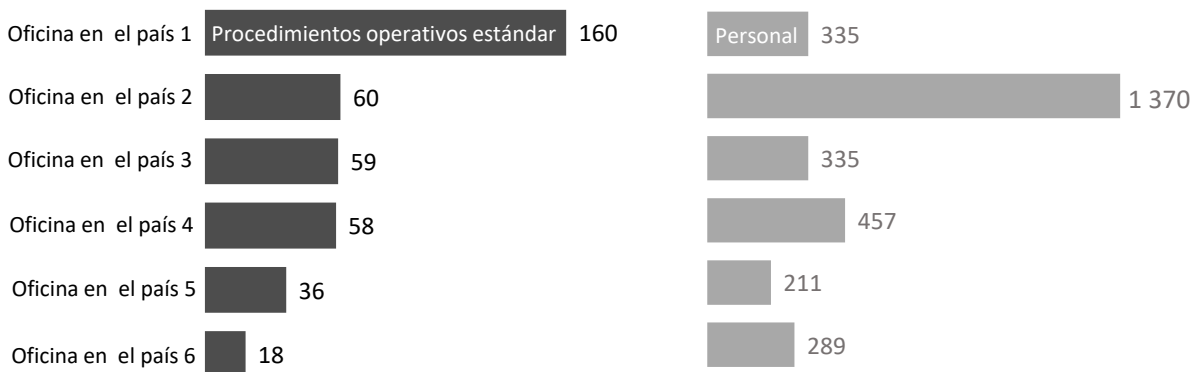 Oficina en el país 1 Procedimientos operativos estándar 160 Personal 335
Oficina en el país 2 60 1 370
Oficina en el país 3 59 335
Oficina en el país 4 58 457
Oficina en el país 5 36 211
Oficina en el país 6 18 289